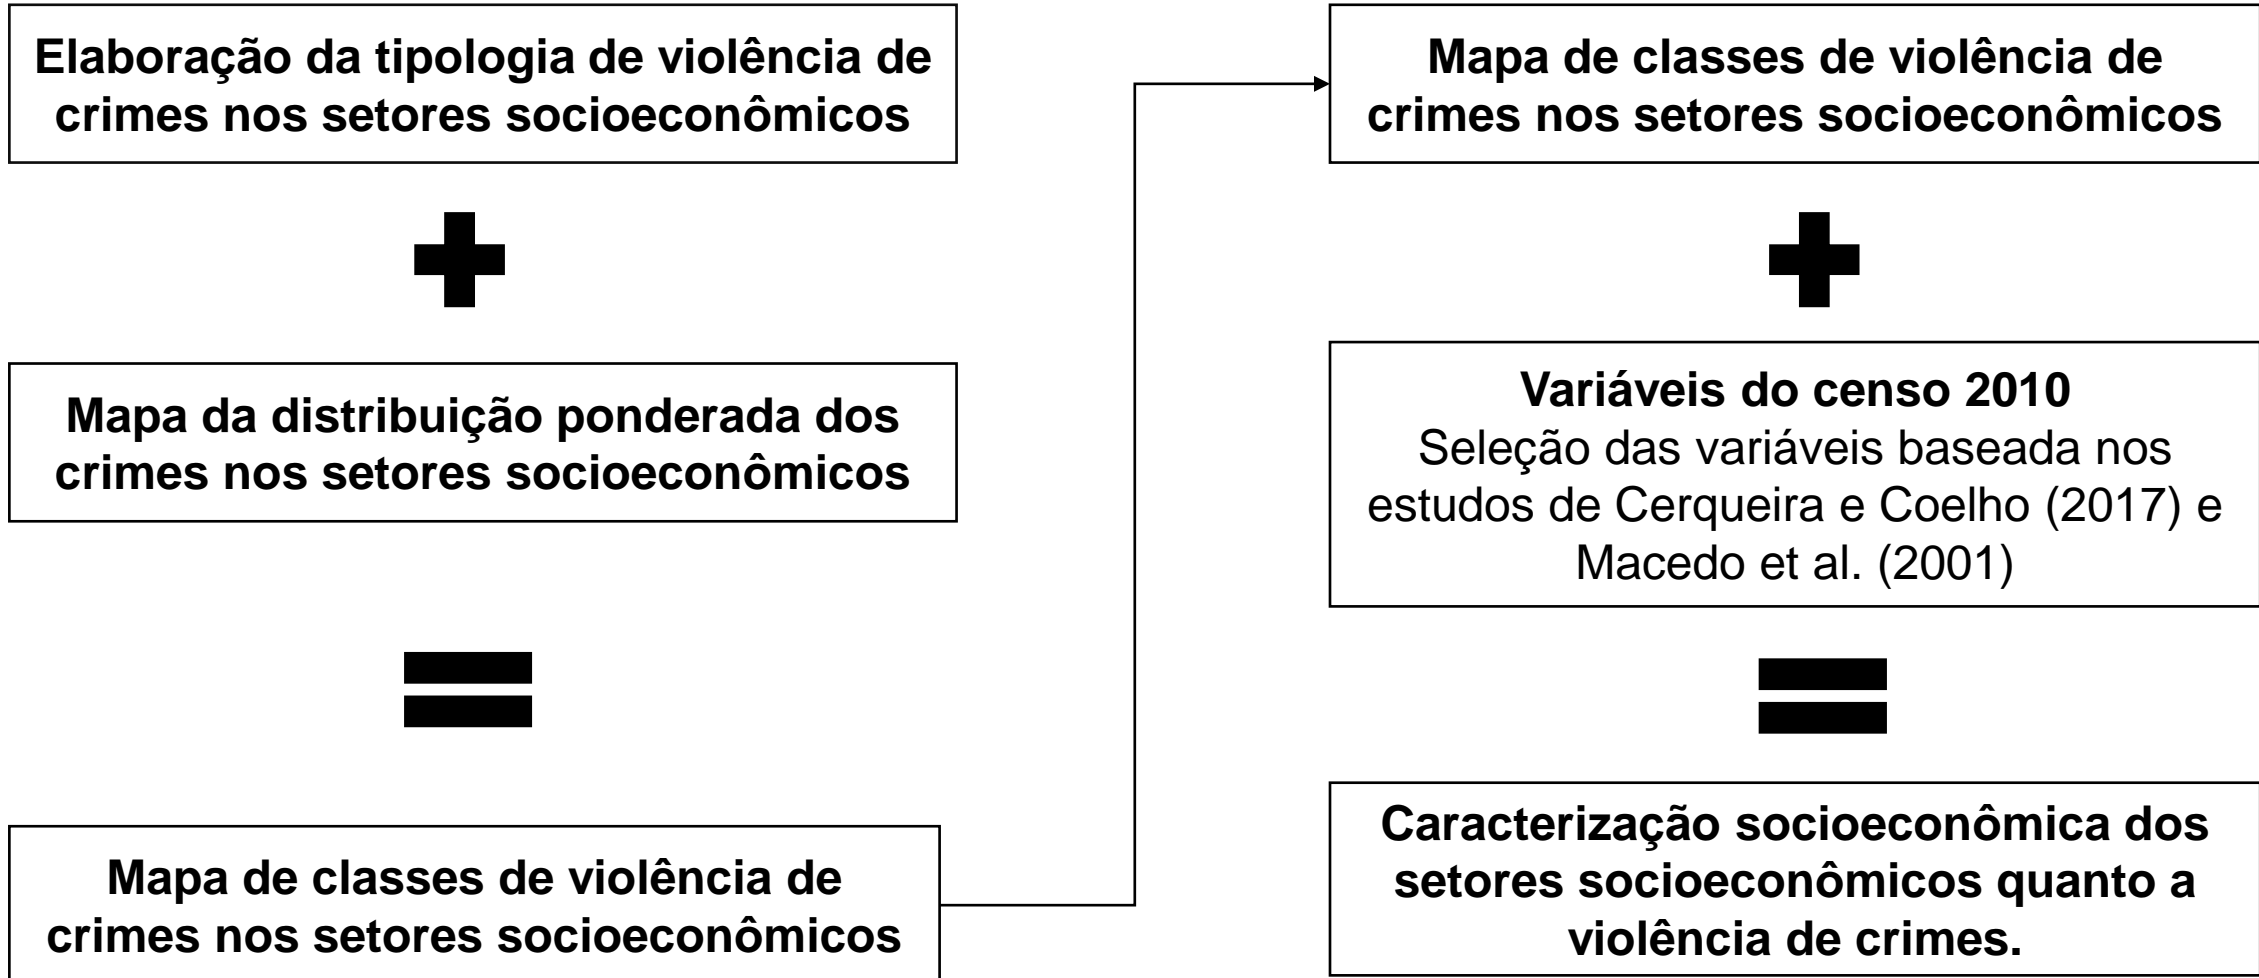 Elaboração da tipologia de violência de
crimes nos setores socioeconômicos
Mapa da distribuição ponderada dos
crimes nos setores socioeconômicos
Mapa de classes de violência de
crimes nos setores socioeconômicos
Mapa de classes de violência de
crimes nos setores socioeconômicos
Variáveis do censo 2010
Seleção das variáveis baseada nos
estudos de Cerqueira e Coelho (2017) e
Macedo et al. (2001)
Caracterização socioeconômica dos
setores socioeconômicos quanto a
violência de crimes.